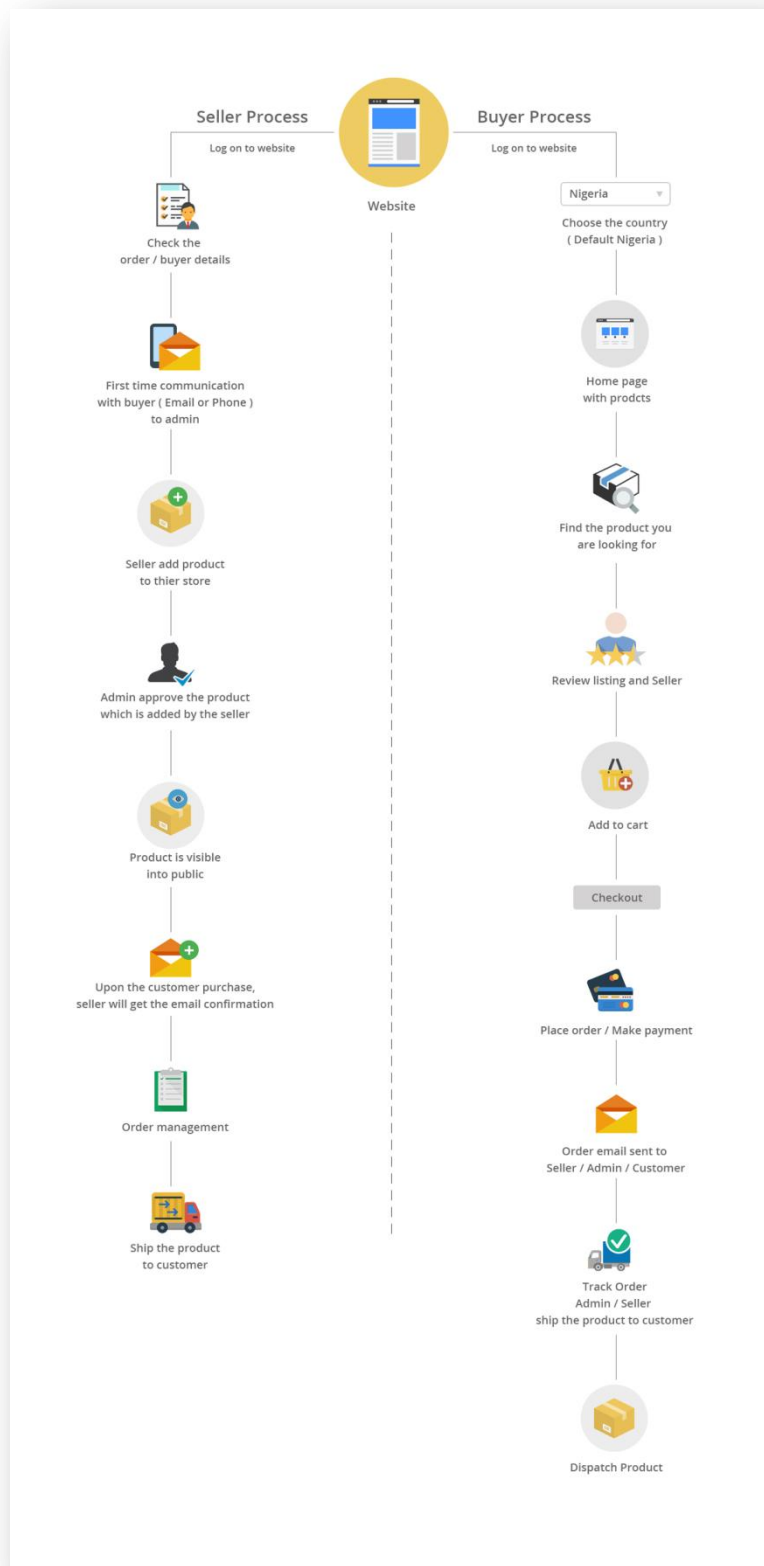 Seller Process
Log on to website
Website
Buyer Process
Log on to website
Check the
order / buyer details
First time communication
with buyer ( Email or Phone )
to admin
Seller add product
to thier store
Admin approve the product
which is added by the seller
Product is visible
into public
Upon the customer purchase,
seller will get the email confirmation
Order management
Ship the product
to customer
Nigeria
Choose the country
( Default Nigeria )
Home page
with prodcts
Find the product you
are looking for
Review listing and Seller
Add to cart
Checkout
Place order / Make payment
Order email sent to
Seller / Admin / Customer
Track Order
Admin / Seller
ship the product to customer
Dispatch Product